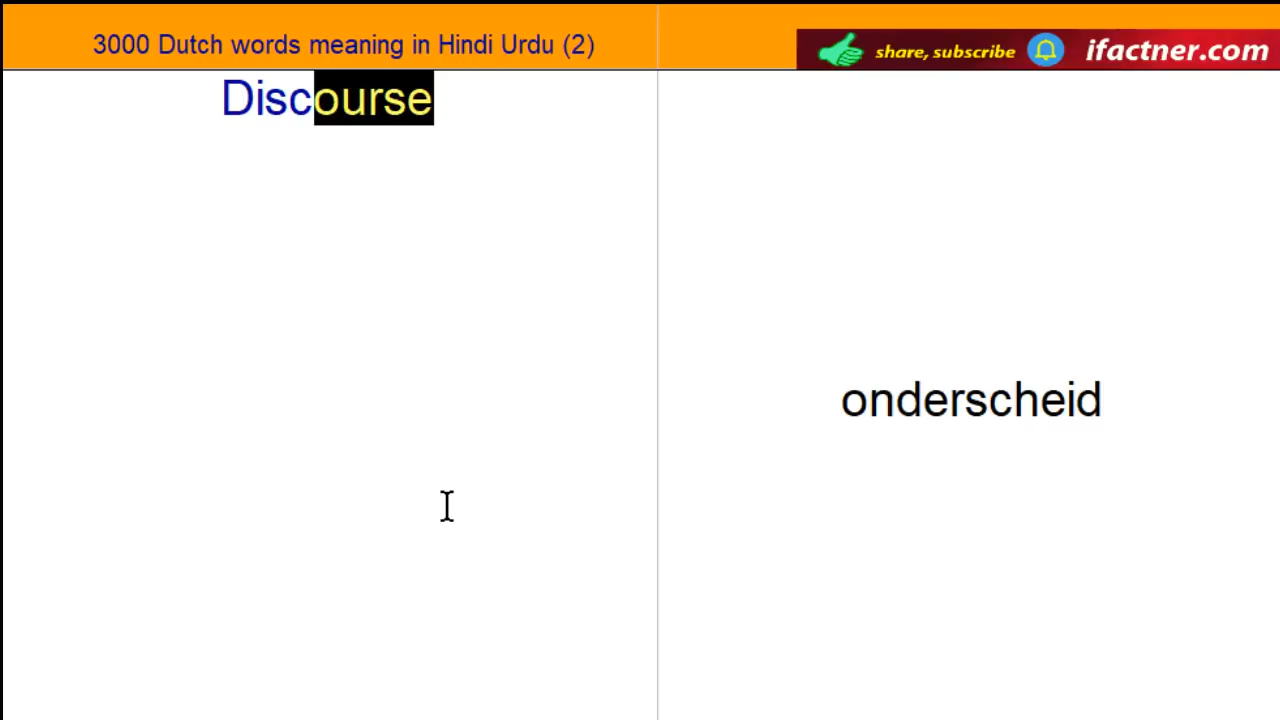 3000 Dutch words meaning in Hindi Urdu (2)
share, subscribe
ifactner.com
Discourse
onderscheid